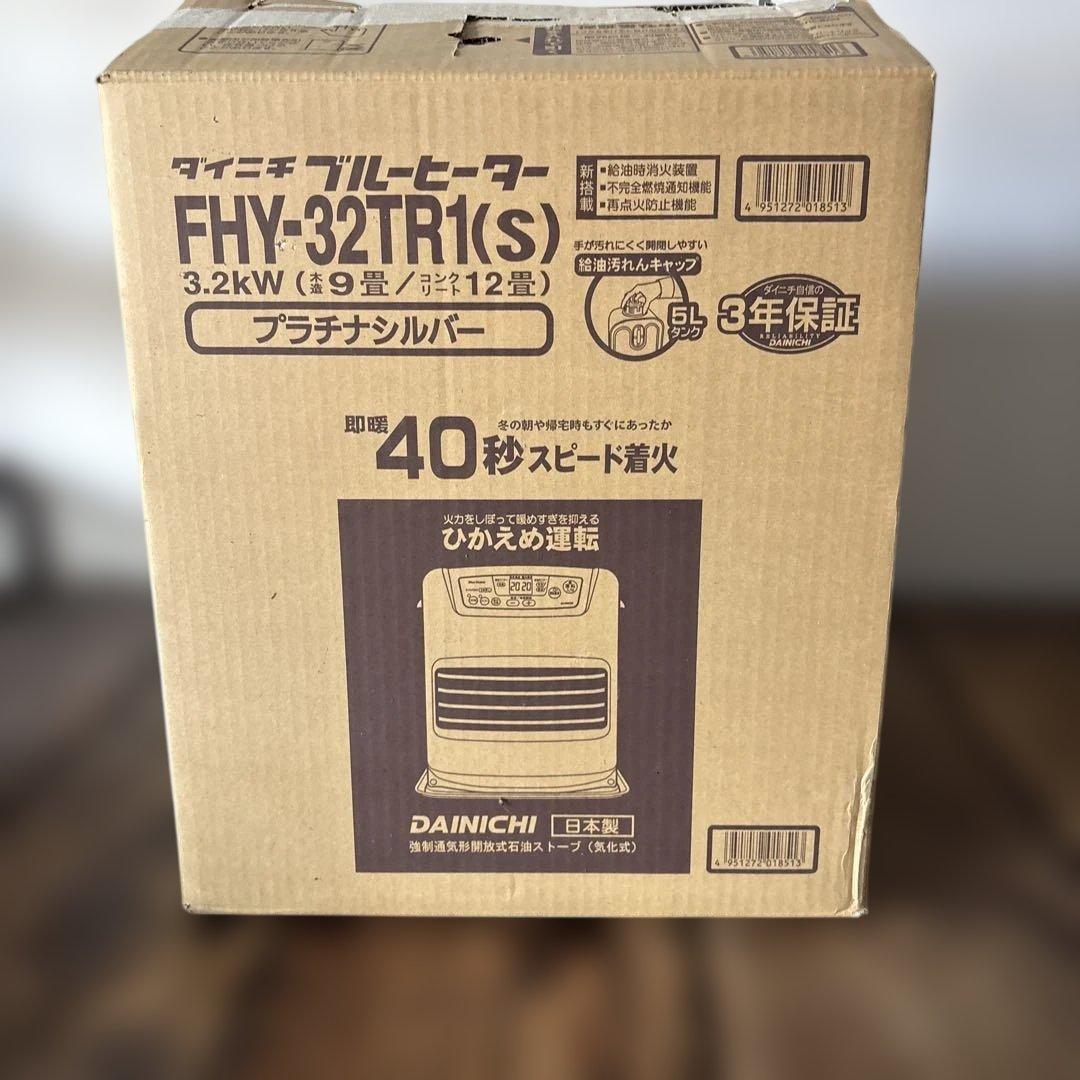 ダイニチ ブルーヒーター
FHY-32TR1(S)
3.2kW (木造9畳/コンクリート12畳)
プラチナシルバー
新搭載
■給油時消火装置
■不完全燃焼通知機能
■再点火防止機能
4 951272 018513
手が汚れにくく開閉しやすい
給油汚れんキャップ
5L
タンク
ダイニチ自信の
3年保証
RELIABILITY
DAINICHI
冬の朝や帰宅時もすぐにあったか
即暖40秒スピード着火
火力をしぼって暖めすぎを抑える
ひかえめ運転
20 20
DAINICHI
DAINICHI 日本製
強制通気形開放式石油ストーブ(気化式)
4 951272 018513